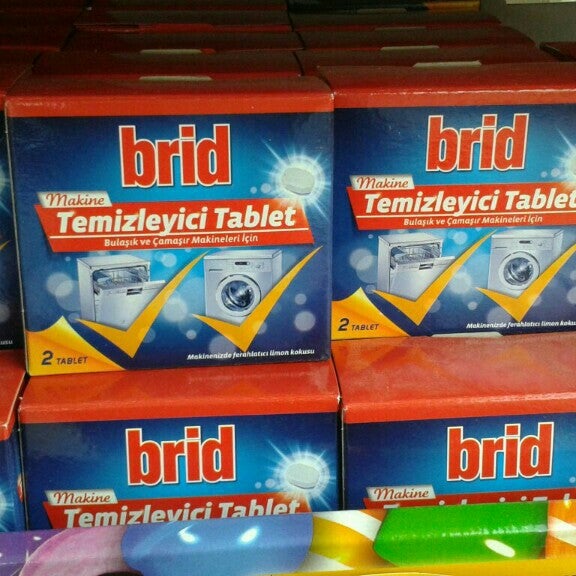 brid
Makine
Temizleyici Tablet
Bulaşık ve Çamaşır Makineleri İçin
2 TABLET
Makinenizde ferahlatıcı limon kokusu
brid
Makine
Temizleyici Tablet
Bulaşık ve Çamaşır Makineleri İçin
2 TABLET
Makinenizde ferahlatıcı limon kokusu
brid
Makine
Temizleyici Tablet
brid
Makine